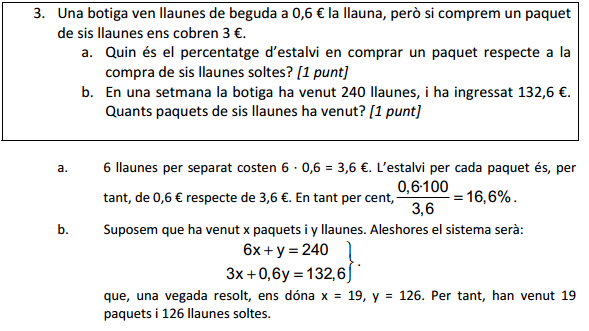 3. Una botiga ven llaunes de beguda a 0,6 € la llauna, però si comprem un paquet
de sis llaunes ens cobren 3 €.
a. Quin és el percentatge d'estalvi en comprar un paquet respecte a la
compra de sis llaunes soltes? [1 punt]
b. En una setmana la botiga ha venut 240 llaunes, i ha ingressat 132,6 €.
Quants paquets de sis llaunes ha venut? [1 punt]
a. 6 llaunes per separat costen 6 · 0,6 = 3,6 €. L'estalvi per cada paquet és, per
tant, de 0,6 € respecte de 3,6 €. En tant per cent, 0,6·100/3,6 = 16,6%.
b. Suposem que ha venut x paquets i y llaunes. Aleshores el sistema serà:
6x + y = 240
3x + 0,6y = 132,6 } .
que, una vegada resolt, ens dóna x = 19, y = 126. Per tant, han venut 19
paquets i 126 llaunes soltes.